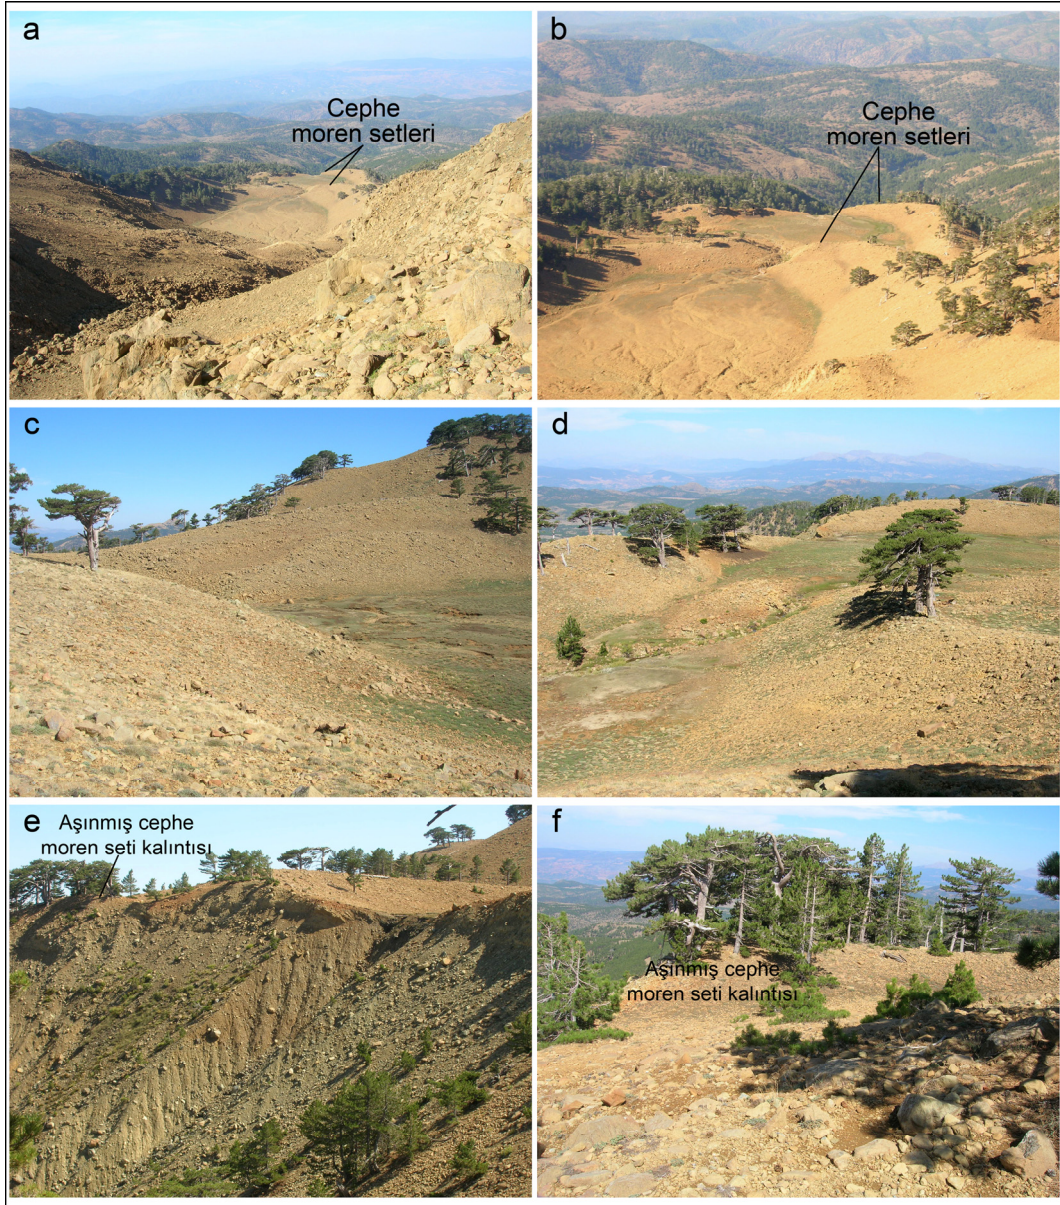 a
Cephe
moren setleri
b
Cephe
moren setleri
c
d
e
Aşınmış cephe
moren seti kalıntısı
f
Aşınmış cephe
moren seti kalıntısı